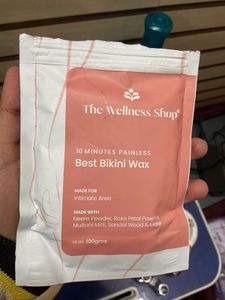 The Wellness Shop®
10 MINUTES PAINLESS
Best Bikini Wax
MADE FOR
Intimate Area
MADE WITH
Neem Powder, Rose Petal Powder,
Multani Mitti, Sandal Wood & More
100gms